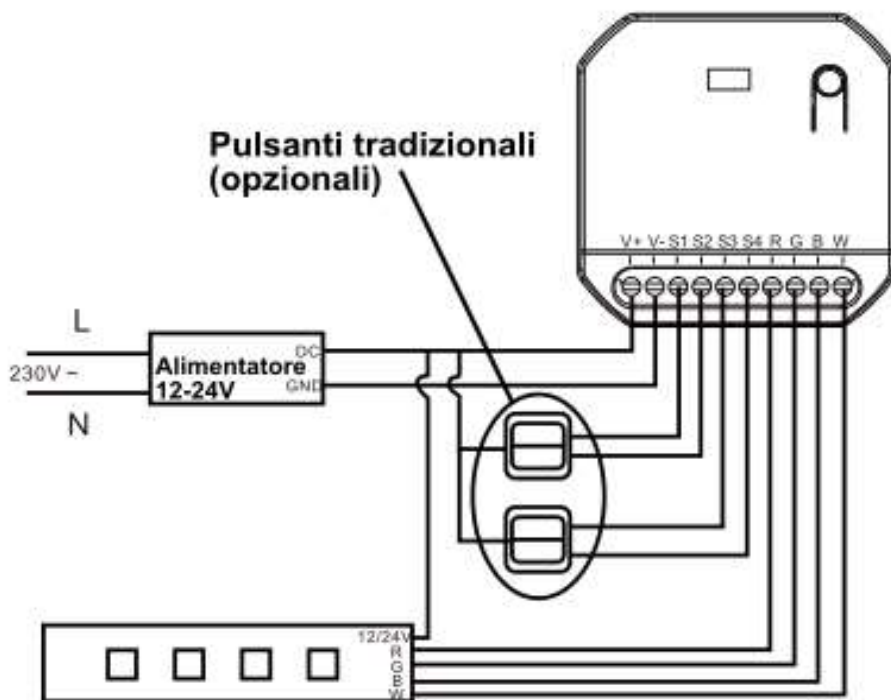 Pulsanti tradizionali
(opzionali)
V+ V- S1 S2 S3 S4 R G B W
L
230V ~
N
Alimentatore
12-24V
DC
GND
12/24V
R
G
B
W